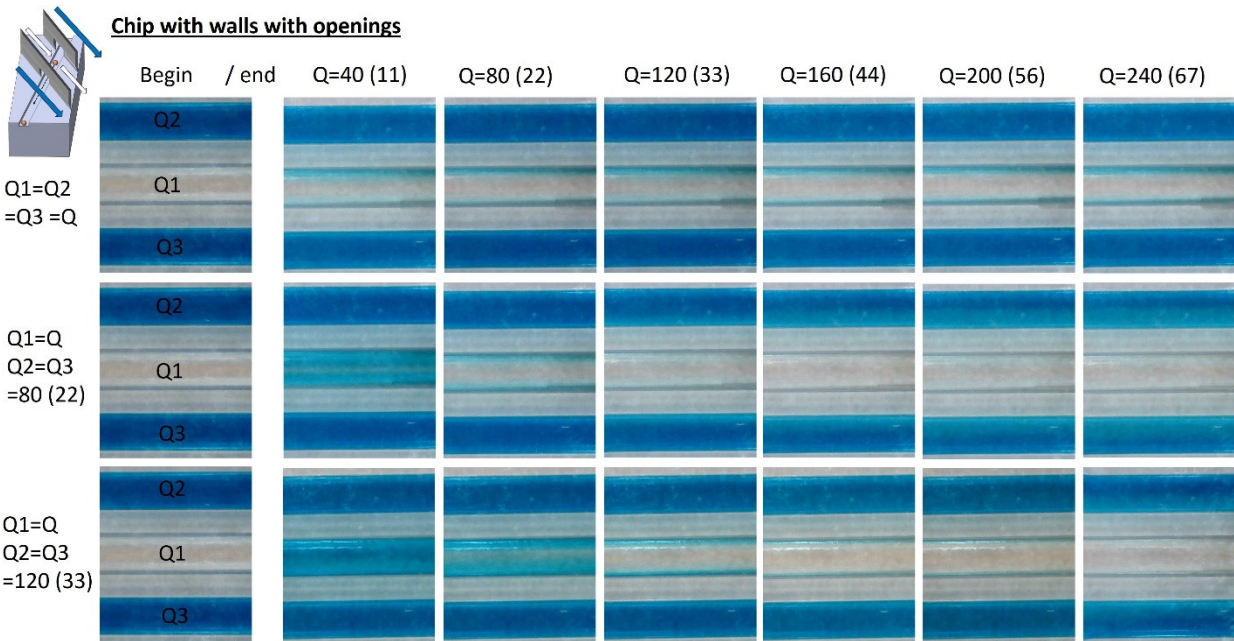 Chip with walls with openings
Begin / end Q=40 (11) Q=80 (22) Q=120 (33) Q=160 (44) Q=200 (56) Q=240 (67)
Q1=Q2
=Q3 =Q
Q2
Q1
Q3
Q1=Q
Q2=Q3
=80 (22)
Q2
Q1
Q3
Q1=Q
Q2=Q3
=120 (33)
Q2
Q1
Q3